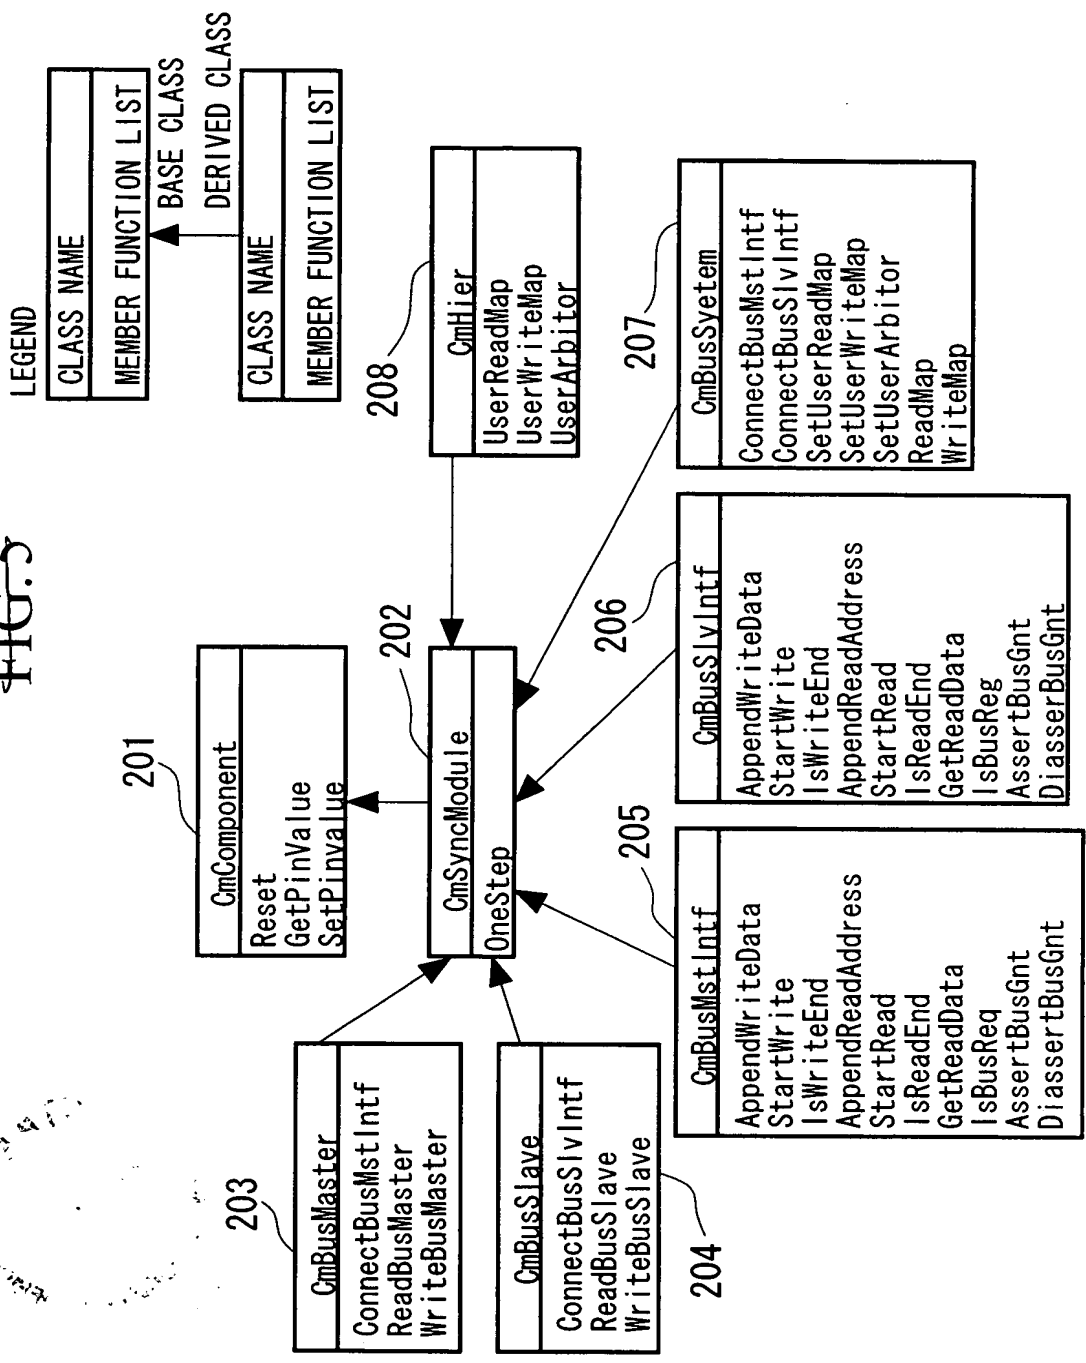 FIG.5
LEGEND
CLASS NAME
MEMBER FUNCTION LIST
BASE CLASS
DERIVED CLASS
CLASS NAME
MEMBER FUNCTION LIST
201
CmComponent
Reset
GetPinValue
SetPinvalue
202
CmSyncModule
OneStep
208
CmHier
UserReadMap
UserWriteMap
UserArbitor
203
CmBusMaster
ConnectBusMstIntf
ReadBusMaster
WriteBusMaster
CmBusSlave
ConnectBusSlvIntf
ReadBusSlave
WriteBusSlave
204
205
CmBusMstIntf
AppendWriteData
StartWrite
IsWriteEnd
AppendReadAddress
StartRead
IsReadEnd
GetReadData
IsBusReq
AssertBusGnt
DiassertBusGnt
206
CmBusSlvIntf
AppendWriteData
StartWrite
IsWriteEnd
AppendReadAddress
StartRead
IsReadEnd
GetReadData
IsBusReg
AssertBusGnt
DiasserBusGnt
207
CmBusSyetem
ConnectBusMstIntf
ConnectBusSlvIntf
SetUserReadMap
SetUserWriteMap
SetUserArbitor
ReadMap
WriteMap